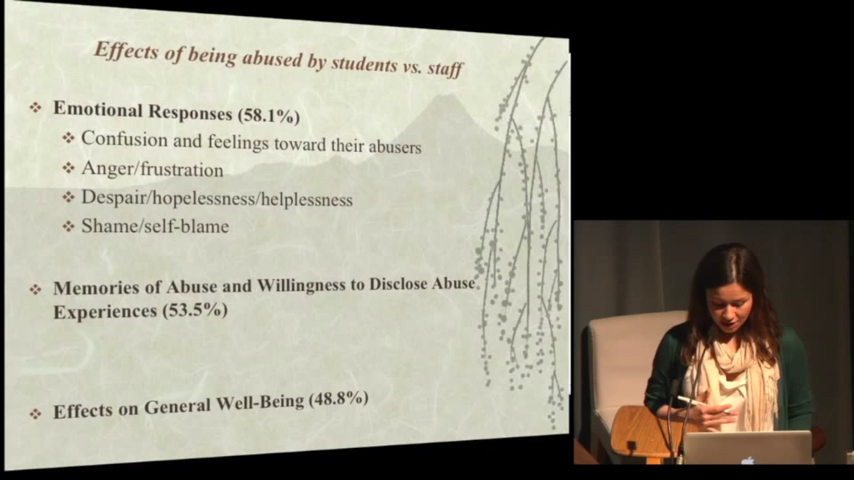 Effects of being abused by students vs. staff
❖ Emotional Responses (58.1%)
❖ Confusion and feelings toward their abusers
❖ Anger/frustration
❖ Despair/hopelessness/helplessness
❖ Shame/self-blame
❖ Memories of Abuse and Willingness to Disclose Abuse
Experiences (53.5%)
❖ Effects on General Well-Being (48.8%)